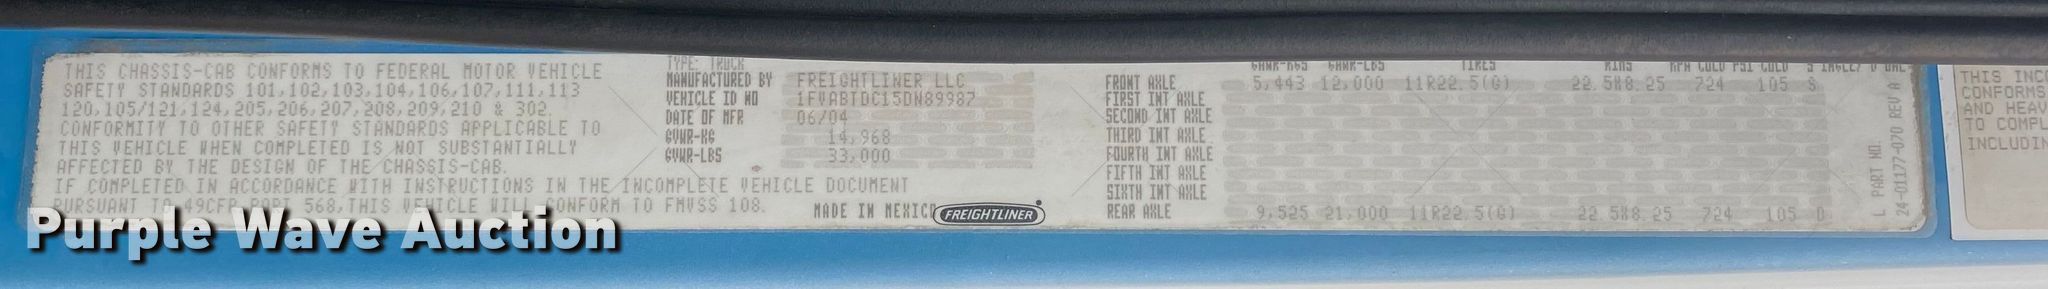 THIS CHASSIS-CAB CONFORMS TO FEDERAL MOTOR VEHICLE
SAFETY STANDARDS 101,102,103,104,106,107,111,113
120,105/121,124,205,206,207,208,209,210 & 302.
CONFORMITY TO OTHER SAFETY STANDARDS APPLICABLE TO
THIS VEHICLE WHEN COMPLETED IS NOT SUBSTANTIALLY
AFFECTED BY THE DESIGN OF THE CHASSIS-CAB.
IF COMPLETED IN ACCORDANCE WITH INSTRUCTIONS IN THE INCOMPLETE VEHICLE DOCUMENT
PURSUANT TO 49CFR PART 568,THIS VEHICLE WILL CONFORM TO FMVSS 108.
TYPE: TRUCK
MANUFACTURED BY FREIGHTLINER LLC
VEHICLE ID NO 1FVABTDC15DN89987
DATE OF MFR 06/04
GVWR-KG 14,968
GVWR-LBS 33,000
MADE IN MEXICO
FREIGHTLINER
GAWR-KGS GAWR-LBS TIRES RIMS KPA COLD PSI COLD S INGLE/ D UAL
FRONT AXLE 5,443 12,000 11R22.5(G) 22.5X8.25 724 105 S
FIRST INT AXLE
SECOND INT AXLE
THIRD INT AXLE
FOURTH INT AXLE
FIFTH INT AXLE
SIXTH INT AXLE
REAR AXLE 9,525 21,000 11R22.5(G) 22.5X8.25 724 105 D
L PART NO.
24-01177-070 REV A
THIS INC
CONFORMS
AND HEAV
TO COMPL
INCLUDIN
Purple Wave Auction